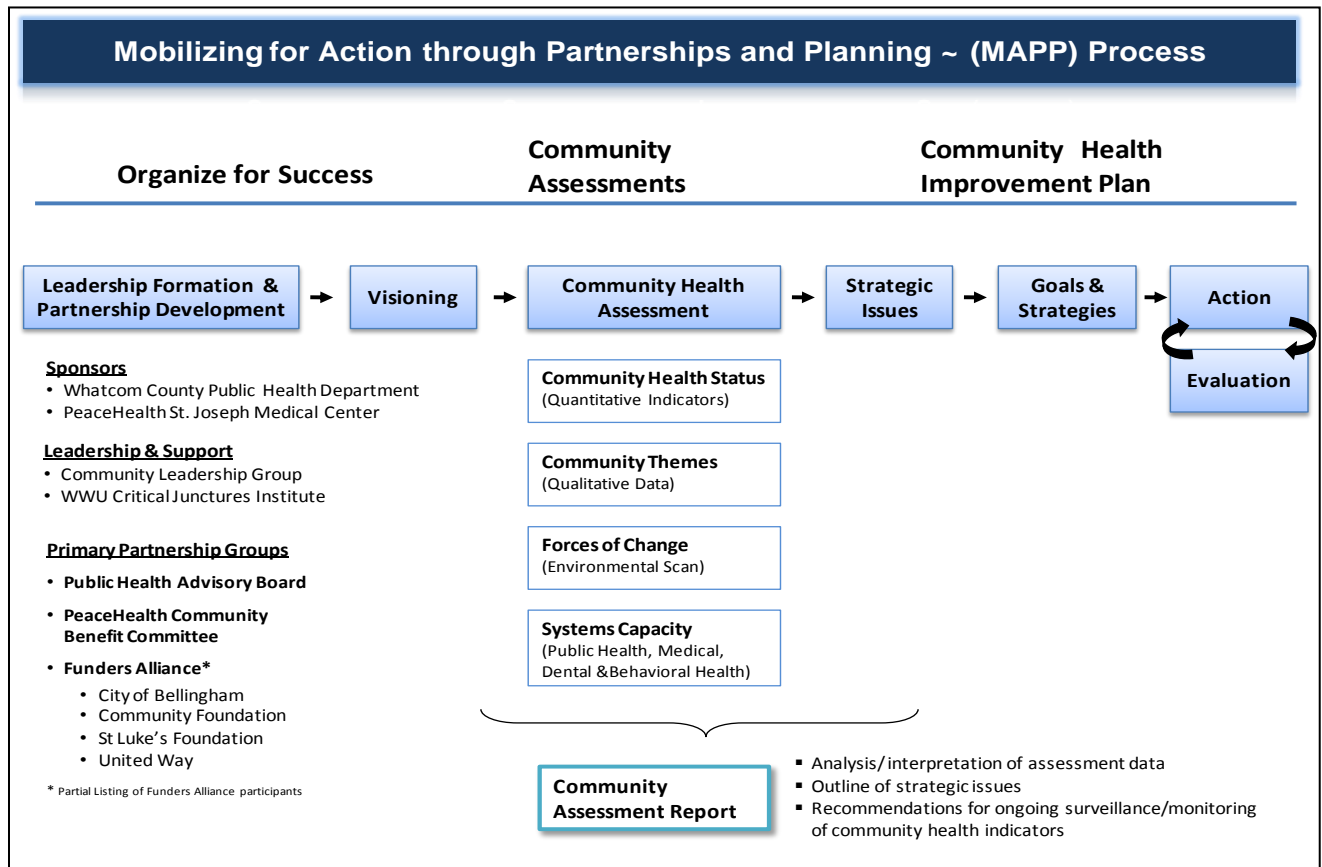 Mobilizing for Action through Partnerships and Planning ~ (MAPP) Process
Organize for Success
Community
Assessments
Community Health
Improvement Plan
Leadership Formation &
Partnership Development
Visioning
Community Health
Assessment
Strategic
Issues
Goals &
Strategies
Action
Evaluation
Sponsors
• Whatcom County Public Health Department
• PeaceHealth St. Joseph Medical Center
Leadership & Support
• Community Leadership Group
• WWU Critical Junctures Institute
Primary Partnership Groups
• Public Health Advisory Board
• PeaceHealth Community
Benefit Committee
• Funders Alliance*
• City of Bellingham
• Community Foundation
• St Luke's Foundation
• United Way
* Partial Listing of Funders Alliance participants
Community Health Status
(Quantitative Indicators)
Community Themes
(Qualitative Data)
Forces of Change
(Environmental Scan)
Systems Capacity
(Public Health, Medical,
Dental &Behavioral Health)
Community
Assessment Report
▪ Analysis/interpretation of assessment data
▪ Outline of strategic issues
▪ Recommendations for ongoing surveillance/monitoring
of community health indicators